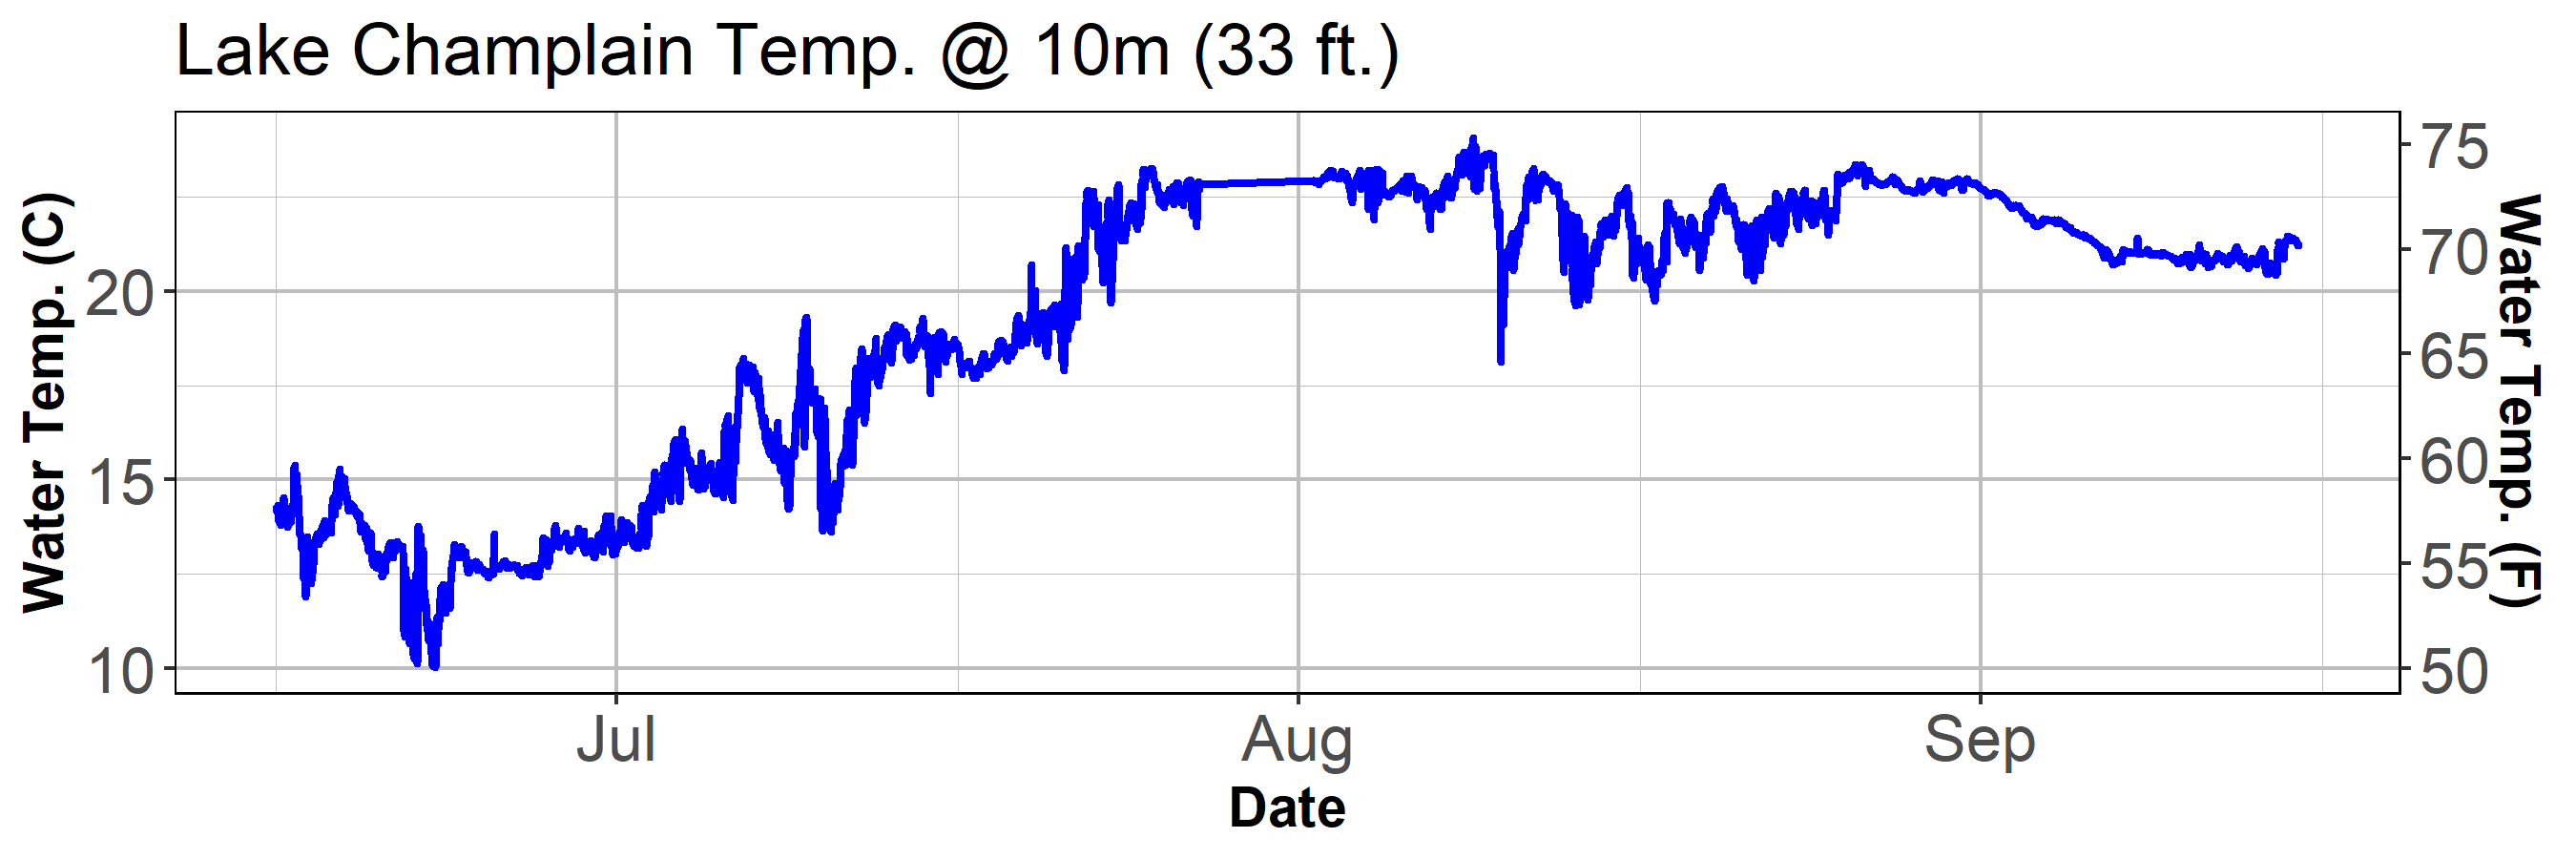 Lake Champlain Temp. @ 10m (33 ft.)
Water Temp. (C)
20
15
10
75
70
65
60
55
50
Water Temp. (F)
Jul
Aug
Sep
Date